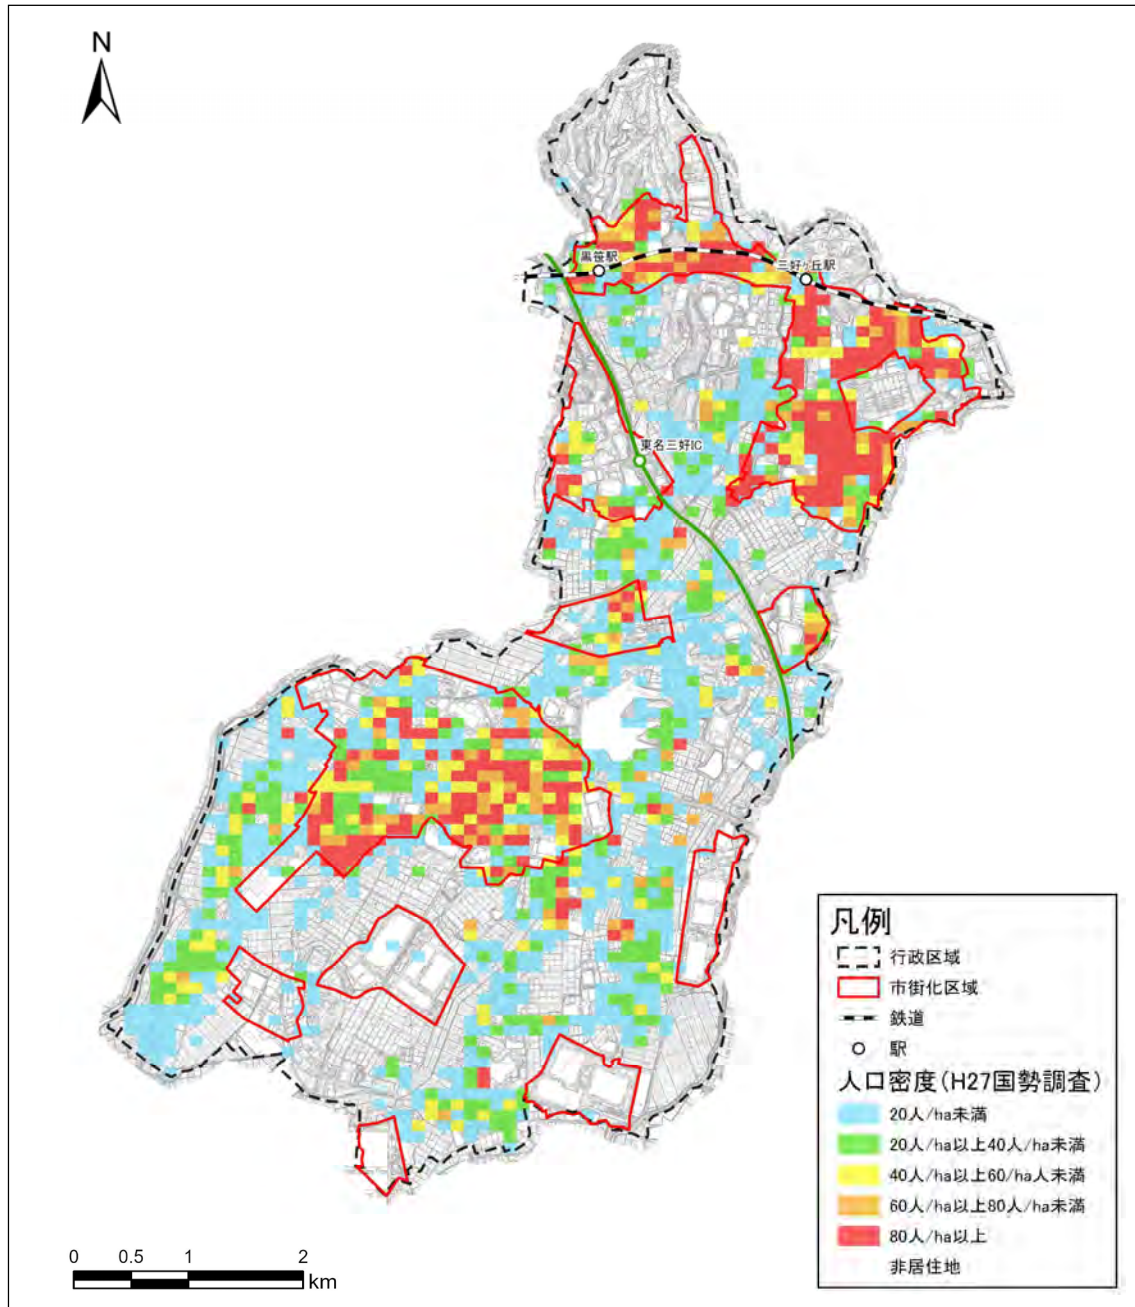 N
黒笹駅
三好ヶ丘駅
東名三好IC
凡例
行政区域
市街化区域
鉄道
駅
人口密度(H27国勢調査)
20人/ha未満
20人/ha以上40人/ha未満
40人/ha以上60/ha人未満
60人/ha以上80人/ha未満
80人/ha以上
非居住地
0 0.5 1 2
km